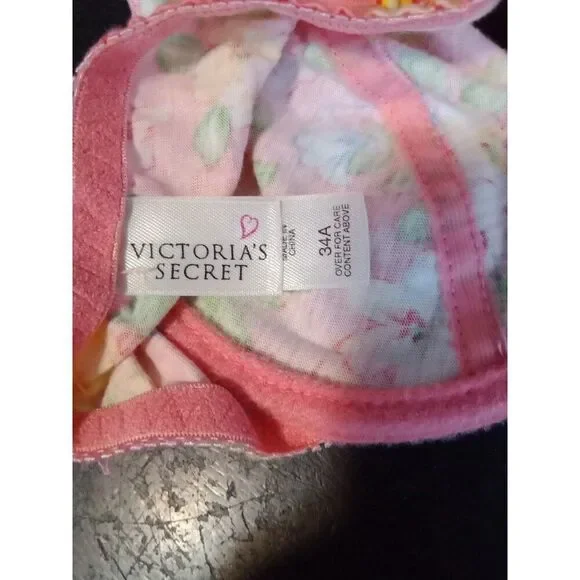 VICTORIA'S
SECRET
MADE IN
CHINA
34A
OVER FOR CARE
CONTENT ABOVE